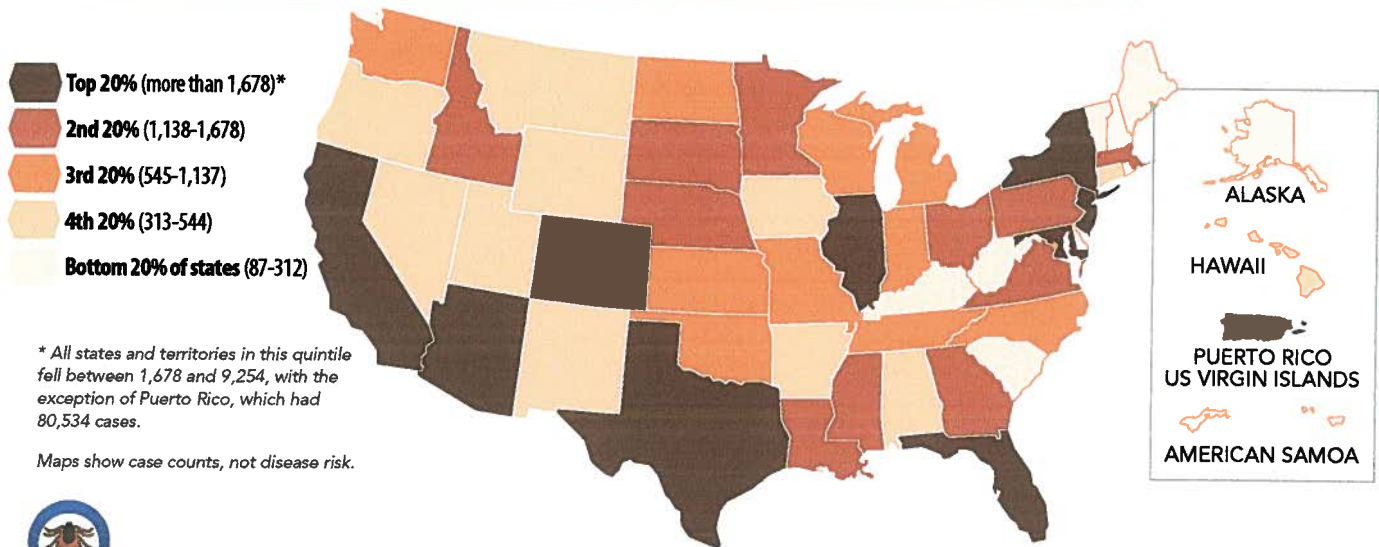 Top 20% (more than 1,678)*
2nd 20% (1,138-1,678)
3rd 20% (545-1,137)
4th 20% (313-544)
Bottom 20% of states (87-312)
* All states and territories in this quintile
fell between 1,678 and 9,254, with the
exception of Puerto Rico, which had
80,534 cases.
Maps show case counts, not disease risk.
ALASKA
HAWAII
PUERTO RICO
US VIRGIN ISLANDS
AMERICAN SAMOA